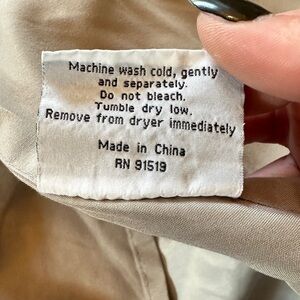 Machine wash cold, gently
and separately.
Do not bleach.
Tumble dry low.
Remove from dryer immediately
Made in China
RN 91519